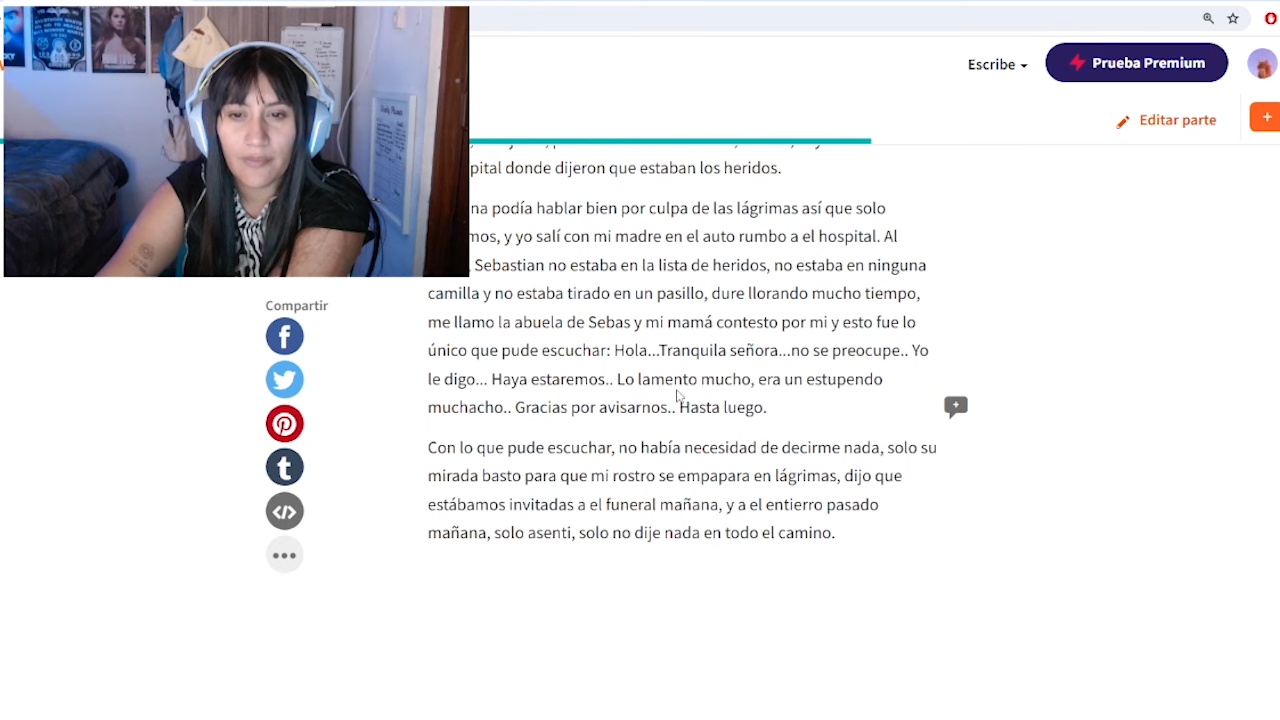 Escribe
Prueba Premium
Editar parte
pital donde dijeron que estaban los heridos.
na podía hablar bien por culpa de las lágrimas así que solo
mos, y yo salí con mi madre en el auto rumbo a el hospital. Al
Sebastian no estaba en la lista de heridos, no estaba en ninguna
camilla y no estaba tirado en un pasillo, dure llorando mucho tiempo,
me llamo la abuela de Sebas y mi mamá contesto por mi y esto fue lo
único que pude escuchar: Hola...Tranquila señora...no se preocupe.. Yo
le digo... Haya estaremos.. Lo lamento mucho, era un estupendo
muchacho.. Gracias por avisarnos.. Hasta luego.
Con lo que pude escuchar, no había necesidad de decirme nada, solo su
mirada basto para que mi rostro se empapara en lágrimas, dijo que
estábamos invitadas a el funeral mañana, y a el entierro pasado
mañana, solo asenti, solo no dije nada en todo el camino.
Compartir